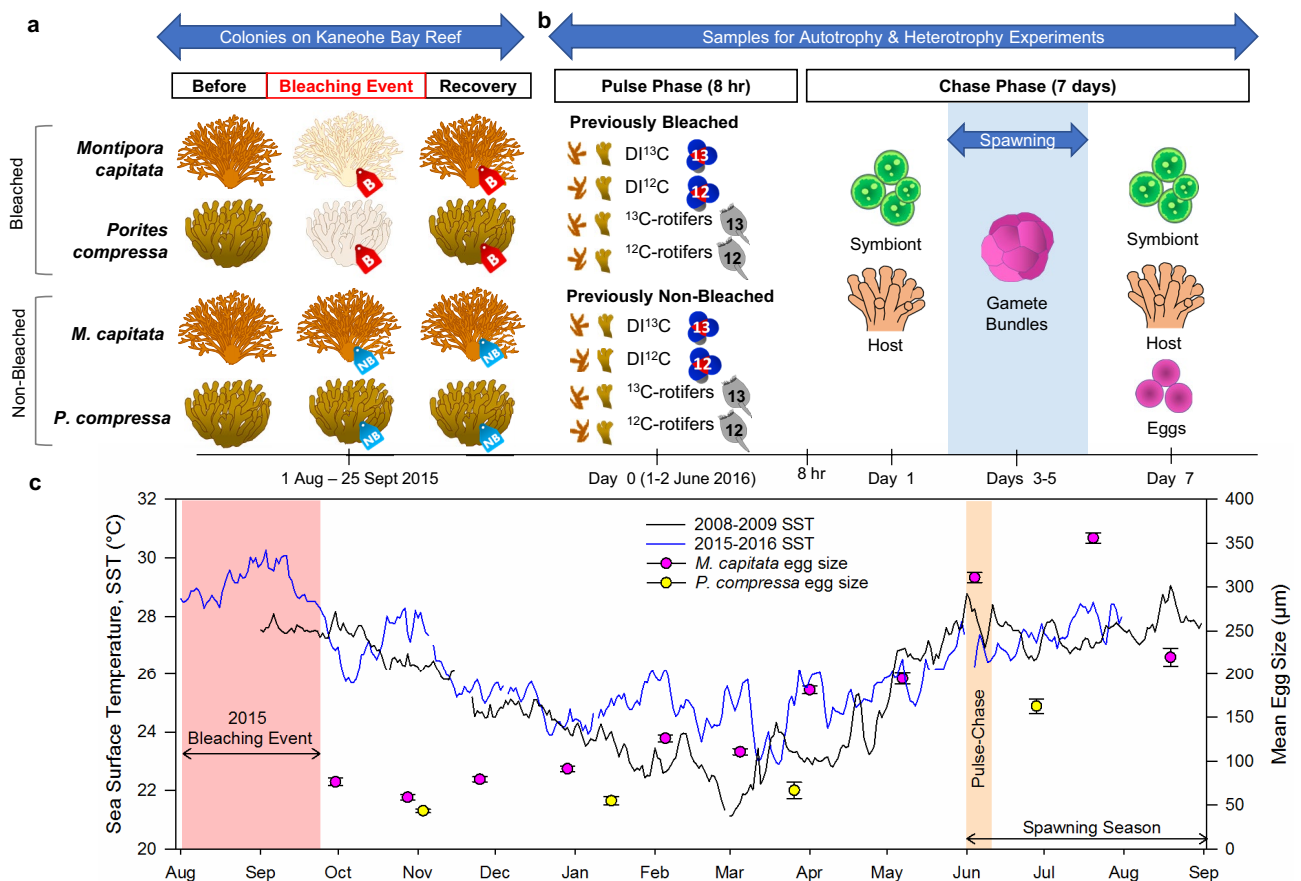 a
Colonies on Kaneohe Bay Reef
Before
Bleaching Event
Recovery
Bleached
Montipora
capitata
B
B
Porites
compressa
B
B
Non-Bleached
M. capitata
NB
NB
P. compressa
NB
NB
1 Aug – 25 Sept 2015
b
Samples for Autotrophy & Heterotrophy Experiments
Pulse Phase (8 hr)
Chase Phase (7 days)
Previously Bleached
DI¹³C
13
DI¹²C
12
¹³C-rotifers
13
¹²C-rotifers
12
Previously Non-Bleached
DI¹³C
13
DI¹²C
12
¹³C-rotifers
13
¹²C-rotifers
12
Symbiont
Host
Spawning
Gamete
Bundles
Symbiont
Host
Eggs
Day 0 (1-2 June 2016)
8 hr
Day 1
Days 3-5
Day 7
c
Sea Surface Temperature, SST (°C)
32
30
28
26
24
22
20
2015
Bleaching Event
2008-2009 SST
2015-2016 SST
M. capitata egg size
P. compressa egg size
Pulse-Chase
Spawning Season
400
350
300
250
200
150
100
50
0
Mean Egg Size (µm)
Aug Sep Oct Nov Dec Jan Feb Mar Apr May Jun Jul Aug Sep